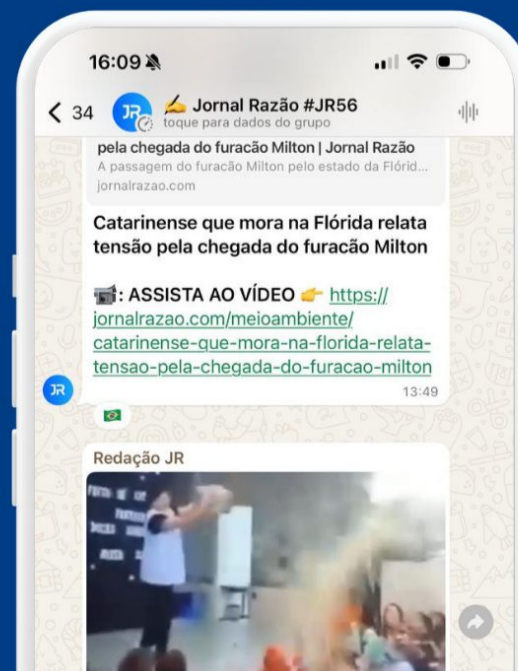 16:09
34
JR
Jornal Razão #JR56
toque para dados do grupo
pela chegada do furacão Milton | Jornal Razão
A passagem do furacão Milton pelo estado da Flórid...
jornalrazao.com
Catarinense que mora na Flórida relata
tensão pela chegada do furacão Milton
: ASSISTA AO VÍDEO 👉 https://
jornalrazao.com/meioambiente/
catarinense-que-mora-na-florida-relata-
tensao-pela-chegada-do-furacao-milton
13:49
JR
Redação JR